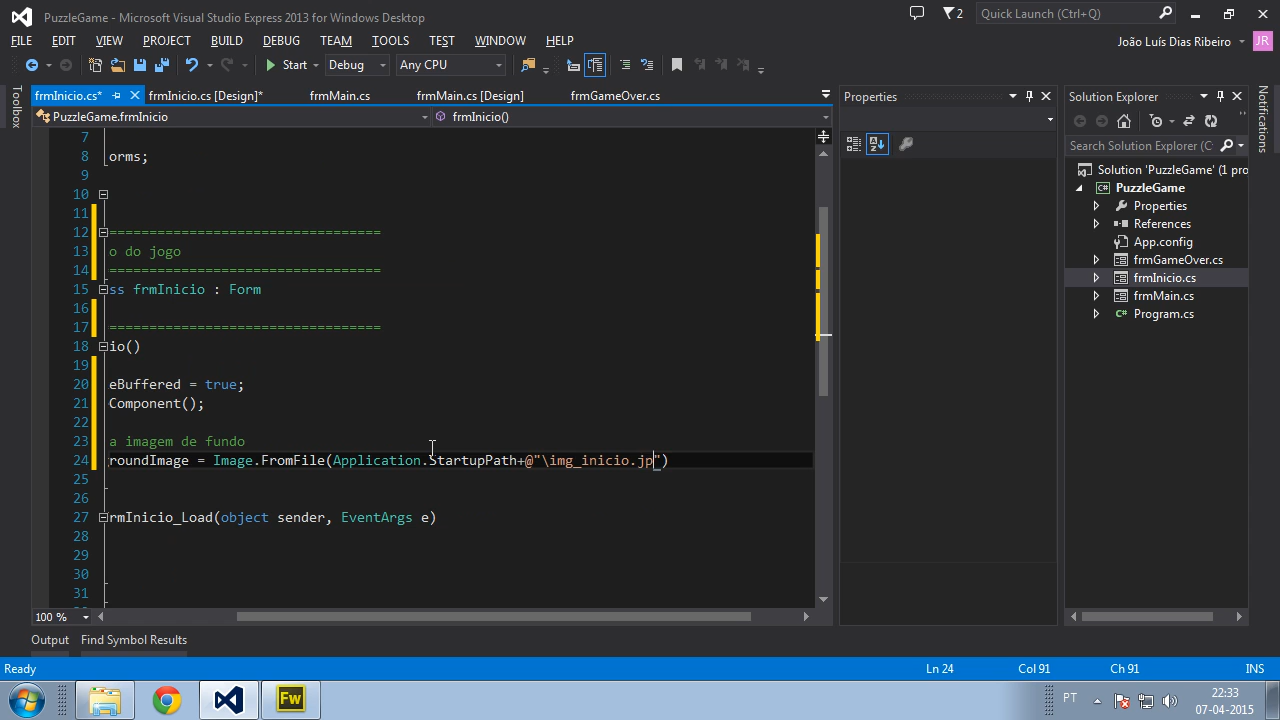 PuzzleGame - Microsoft Visual Studio Express 2013 for Windows Desktop
2
Quick Launch (Ctrl+Q)
FILE EDIT VIEW PROJECT BUILD DEBUG TEAM TOOLS TEST WINDOW HELP
João Luís Dias Ribeiro JR
Start Debug Any CPU
Toolbox
frmInicio.cs* frmInicio.cs [Design]* frmMain.cs frmMain.cs [Design] frmGameOver.cs
PuzzleGame.frmInicio frmInicio()
7
8 orms;
9
10
11
12 ==================================
13 o do jogo
14 ==================================
15 ss frmInicio : Form
16
17 ==================================
18 io()
19
20 eBuffered = true;
21 Component();
22
23 a imagem de fundo
24 roundImage = Image.FromFile(Application.StartupPath+@"\img_inicio.jp")
25
26
27 rmInicio_Load(object sender, EventArgs e)
28
29
30
31
100 %
Properties
Solution Explorer
Search Solution Explorer (C
Solution 'PuzzleGame' (1 pro
C# PuzzleGame
Properties
References
App.config
frmGameOver.cs
frmInicio.cs
frmMain.cs
C# Program.cs
Notifications
Output Find Symbol Results
Ready Ln 24 Col 91 Ch 91 INS
Fw
PT
22:33
07-04-2015